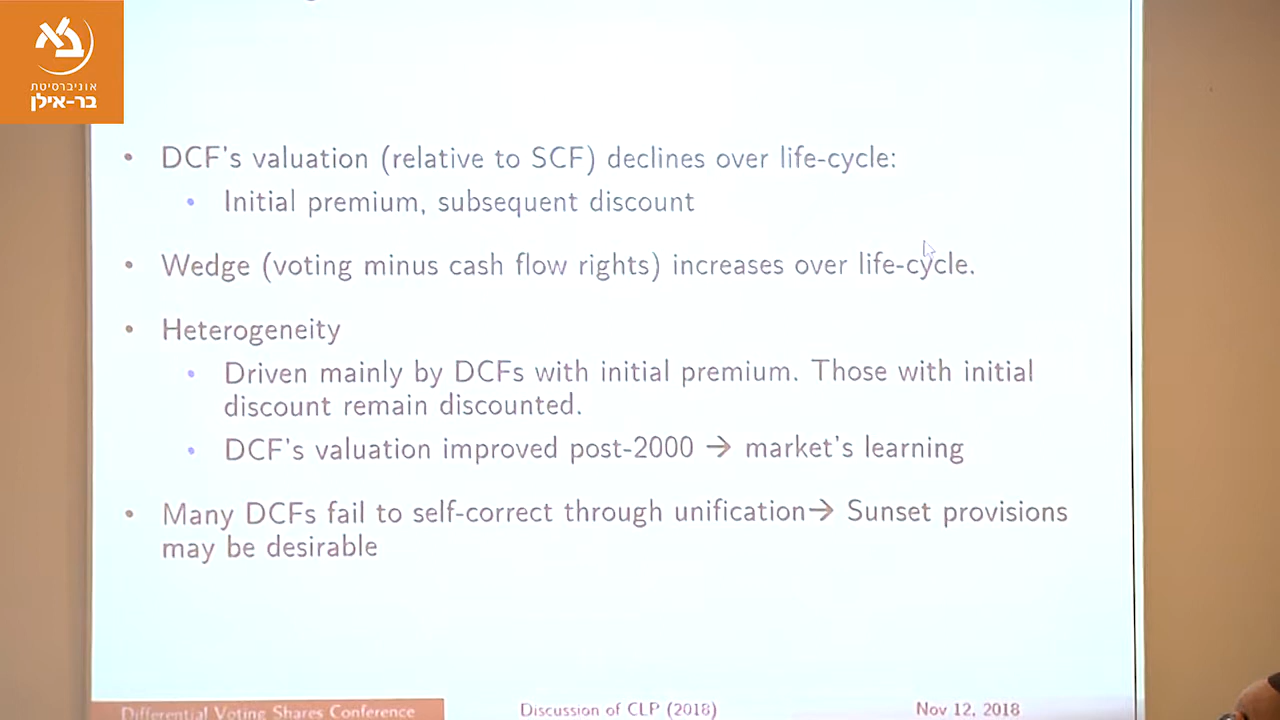 אוניברסיטת
בר-אילן
• DCF's valuation (relative to SCF) declines over life-cycle:
• Initial premium, subsequent discount
• Wedge (voting minus cash flow rights) increases over life-cycle.
• Heterogeneity
• Driven mainly by DCFs with initial premium. Those with initial
discount remain discounted.
• DCF's valuation improved post-2000 → market's learning
• Many DCFs fail to self-correct through unification→ Sunset provisions
may be desirable
Differential Voting Shares Conference
Discussion of CLP (2018)
Nov 12, 2018